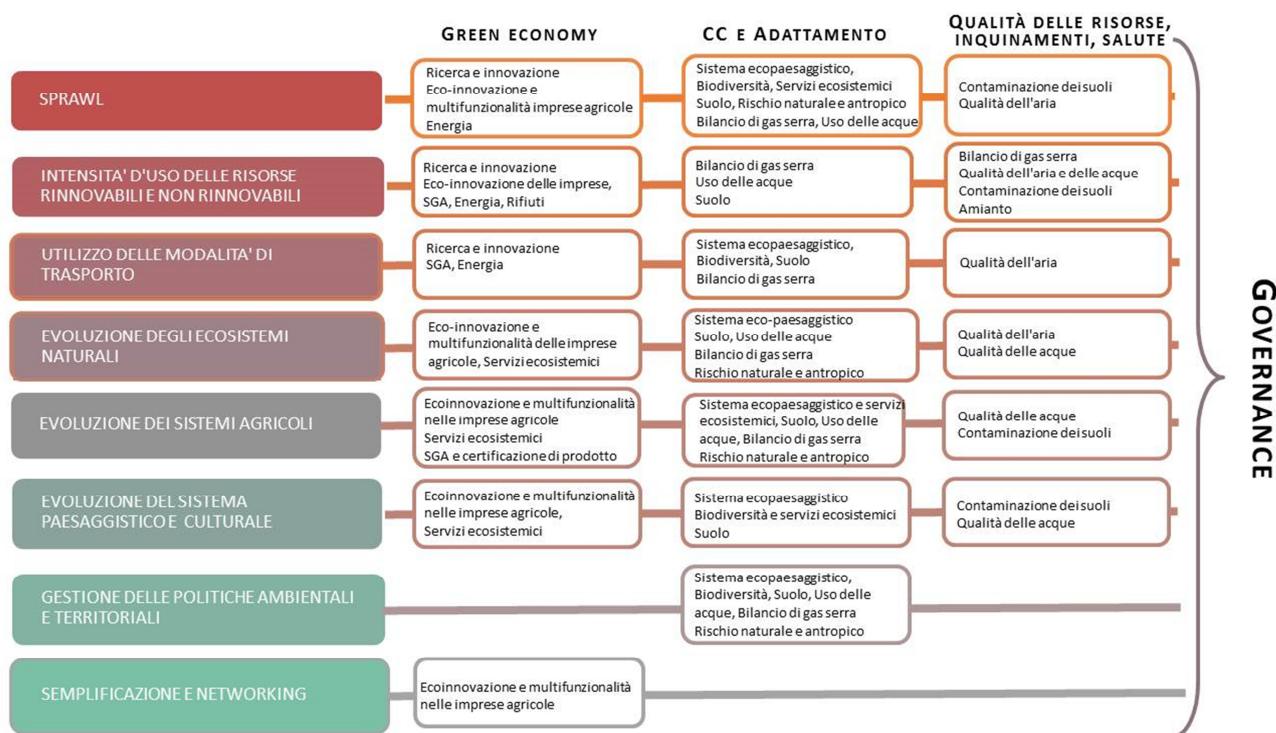 GREEN ECONOMY
CC E ADATTAMENTO
QUALITÀ DELLE RISORSE,
INQUINAMENTI, SALUTE
SPRAWL
Ricerca e innovazione
Eco-innovazione e
multifunzionalità imprese agricole
Energia
Sistema ecopaesaggistico,
Biodiversità, Servizi ecosistemici
Suolo, Rischio naturale e antropico
Bilancio di gas serra, Uso delle acque
Contaminazione dei suoli
Qualità dell'aria
INTENSITA' D'USO DELLE RISORSE
RINNOVABILI E NON RINNOVABILI
Ricerca e innovazione
Eco-innovazione delle imprese,
SGA, Energia, Rifiuti
Bilancio di gas serra
Uso delle acque
Suolo
Bilancio di gas serra
Qualità dell'aria e delle acque
Contaminazione dei suoli
Amianto
UTILIZZO DELLE MODALITA' DI
TRASPORTO
Ricerca e innovazione
SGA, Energia
Sistema ecopaesaggistico,
Biodiversità, Suolo
Bilancio di gas serra
Qualità dell'aria
EVOLUZIONE DEGLI ECOSISTEMI
NATURALI
Eco-innovazione e
multifunzionalità delle imprese
agricole, Servizi ecosistemici
Sistema eco-paesaggistico
Suolo, Uso delle acque
Bilancio di gas serra
Rischio naturale e antropico
Qualità dell'aria
Qualità delle acque
EVOLUZIONE DEI SISTEMI AGRICOLI
Ecoinnovazione e multifunzionalità
nelle imprese agricole
Servizi ecosistemici
SGA e certificazione di prodotto
Sistema ecopaesaggistico e servizi
ecosistemici, Suolo, Uso delle
acque, Bilancio di gas serra
Rischio naturale e antropico
Qualità delle acque
Contaminazione dei suoli
EVOLUZIONE DEL SISTEMA
PAESAGGISTICO E CULTURALE
Ecoinnovazione e multifunzionalità
nelle imprese agricole,
Servizi ecosistemici
Sistema ecopaesaggistico
Biodiversità e servizi ecosistemici
Suolo
Contaminazione dei suoli
Qualità delle acque
GESTIONE DELLE POLITICHE AMBIENTALI
E TERRITORIALI
Sistema ecopaesaggistico,
Biodiversità, Suolo, Uso delle
acque, Bilancio di gas serra
Rischio naturale e antropico
SEMPLIFICAZIONE E NETWORKING
Ecoinnovazione e multifunzionalità
nelle imprese agricole
GOVERNANCE